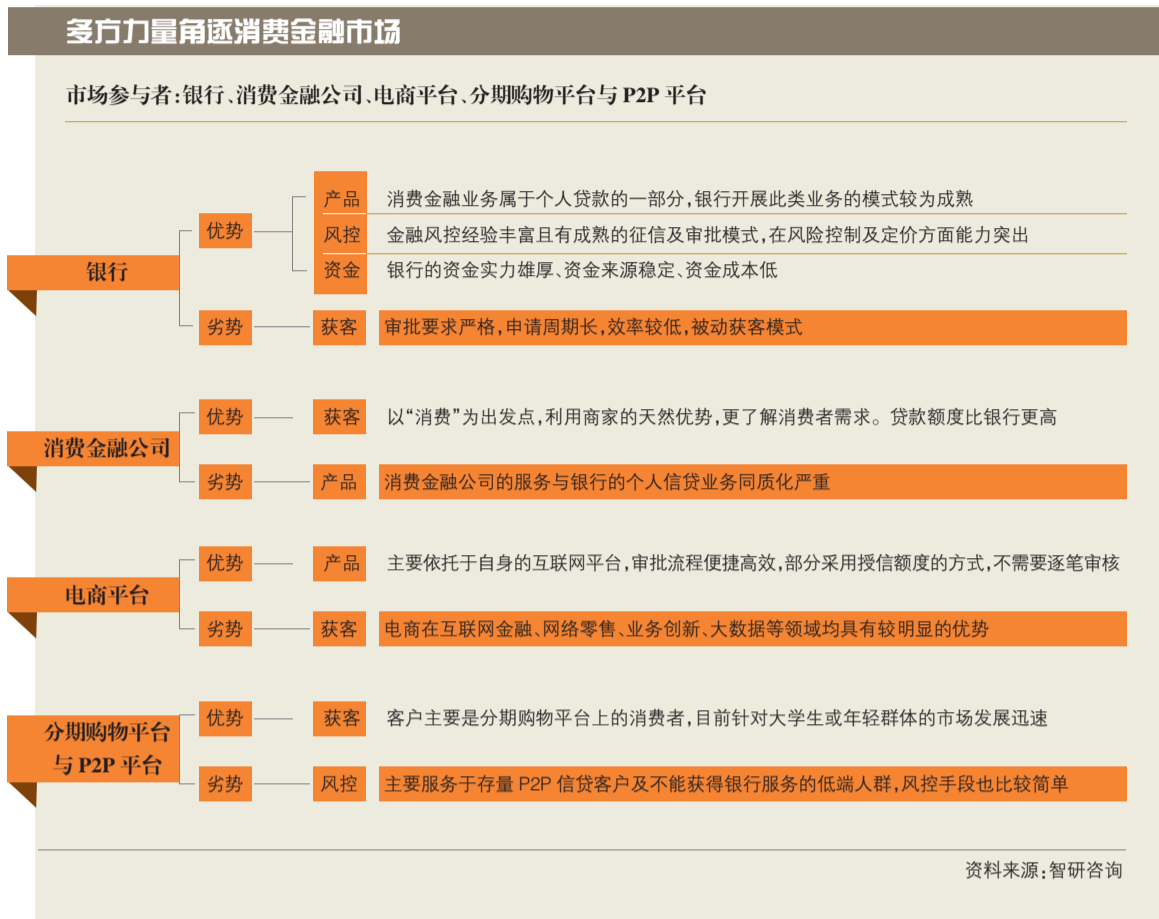 多方力量角逐消费金融市场
市场参与者:银行、消费金融公司、电商平台、分期购物平台与 P2P 平台
银行
优势
产品 消费金融业务属于个人贷款的一部分,银行开展此类业务的模式较为成熟
风控 金融风控经验丰富且有成熟的征信及审批模式,在风险控制及定价方面能力突出
资金 银行的资金实力雄厚、资金来源稳定、资金成本低
劣势 获客 审批要求严格,申请周期长,效率较低,被动获客模式
消费金融公司
优势 获客 以“消费”为出发点,利用商家的天然优势,更了解消费者需求。贷款额度比银行更高
劣势 产品 消费金融公司的服务与银行的个人信贷业务同质化严重
电商平台
优势 产品 主要依托于自身的互联网平台,审批流程便捷高效,部分采用授信额度的方式,不需要逐笔审核
劣势 获客 电商在互联网金融、网络零售、业务创新、大数据等领域均具有较明显的优势
分期购物平台
与 P2P 平台
优势 获客 客户主要是分期购物平台上的消费者,目前针对大学生或年轻群体的市场发展迅速
劣势 风控 主要服务于存量 P2P 信贷客户及不能获得银行服务的低端人群,风控手段也比较简单
资料来源:智研咨询